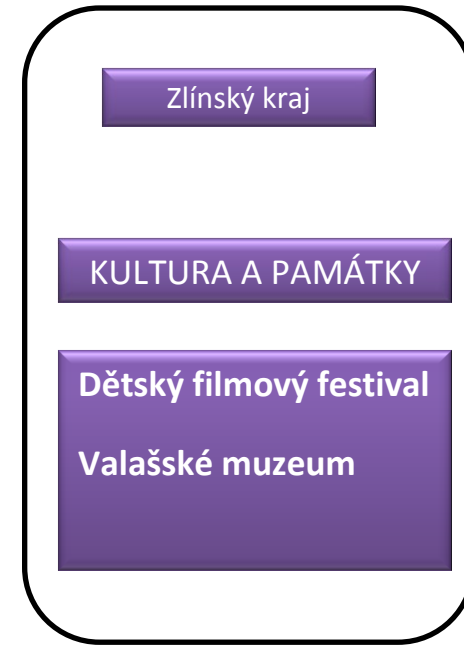 Zlínský kraj
KULTURA A PAMÁTKY
Dětský filmový festival
Valašské muzeum